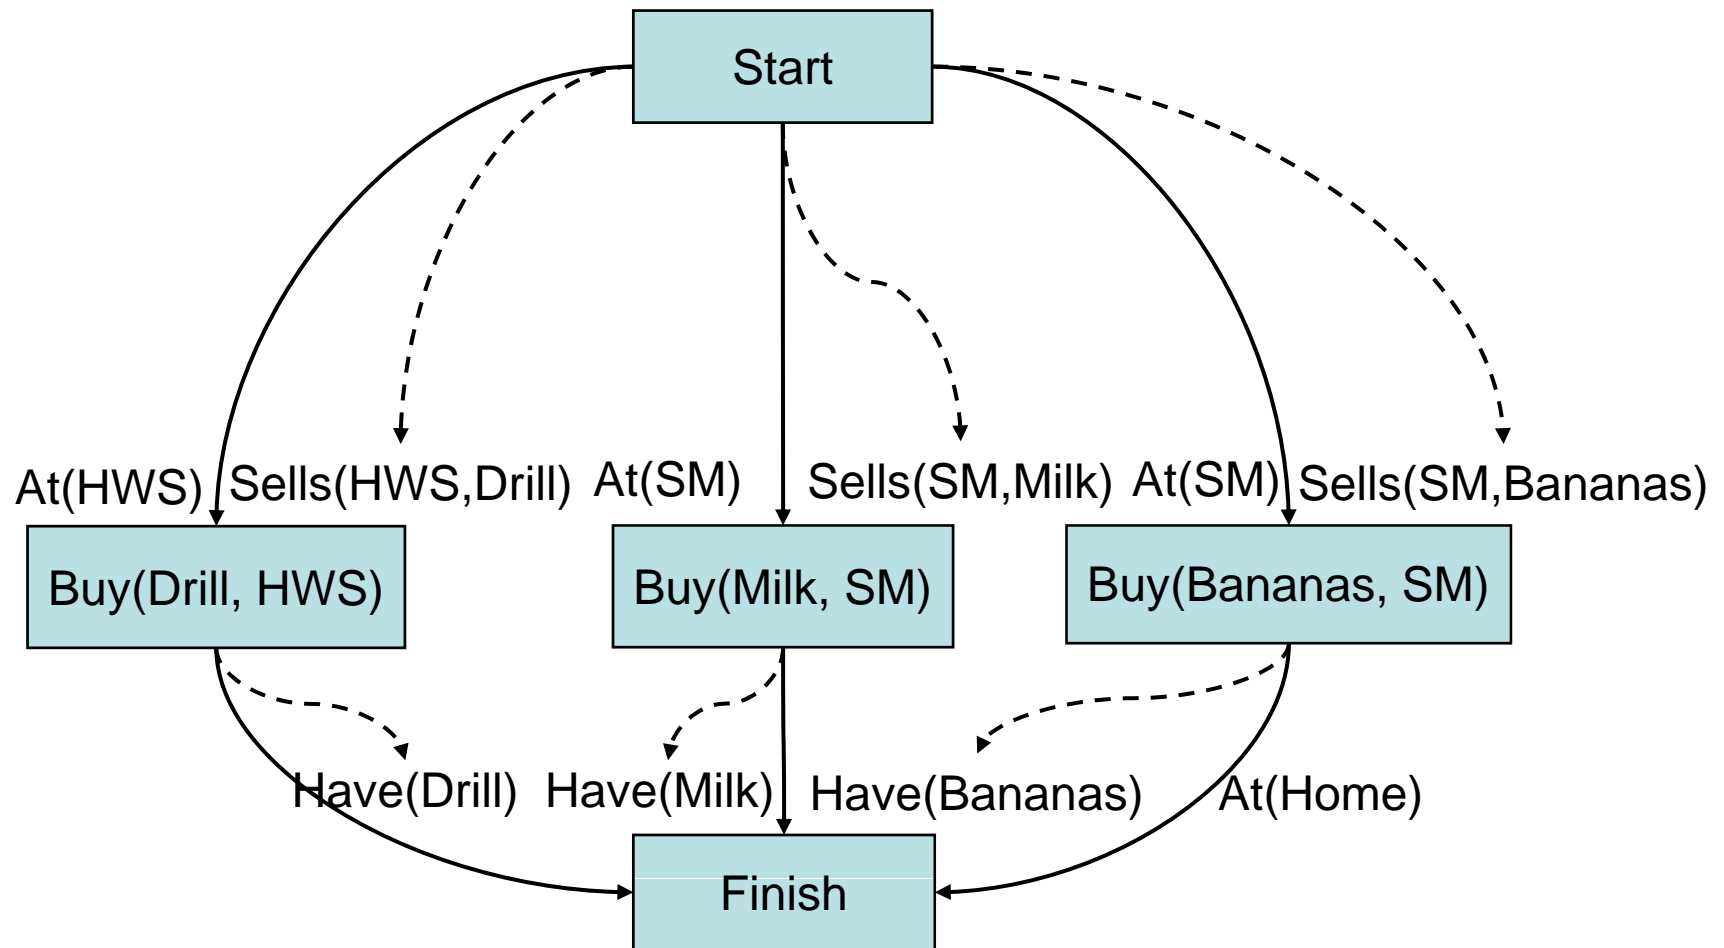 Start
At(HWS)
Sells(HWS,Drill)
At(SM)
Sells(SM,Milk)
At(SM)
Sells(SM,Bananas)
Buy(Drill, HWS)
Buy(Milk, SM)
Buy(Bananas, SM)
Have(Drill)
Have(Milk)
Have(Bananas)
At(Home)
Finish